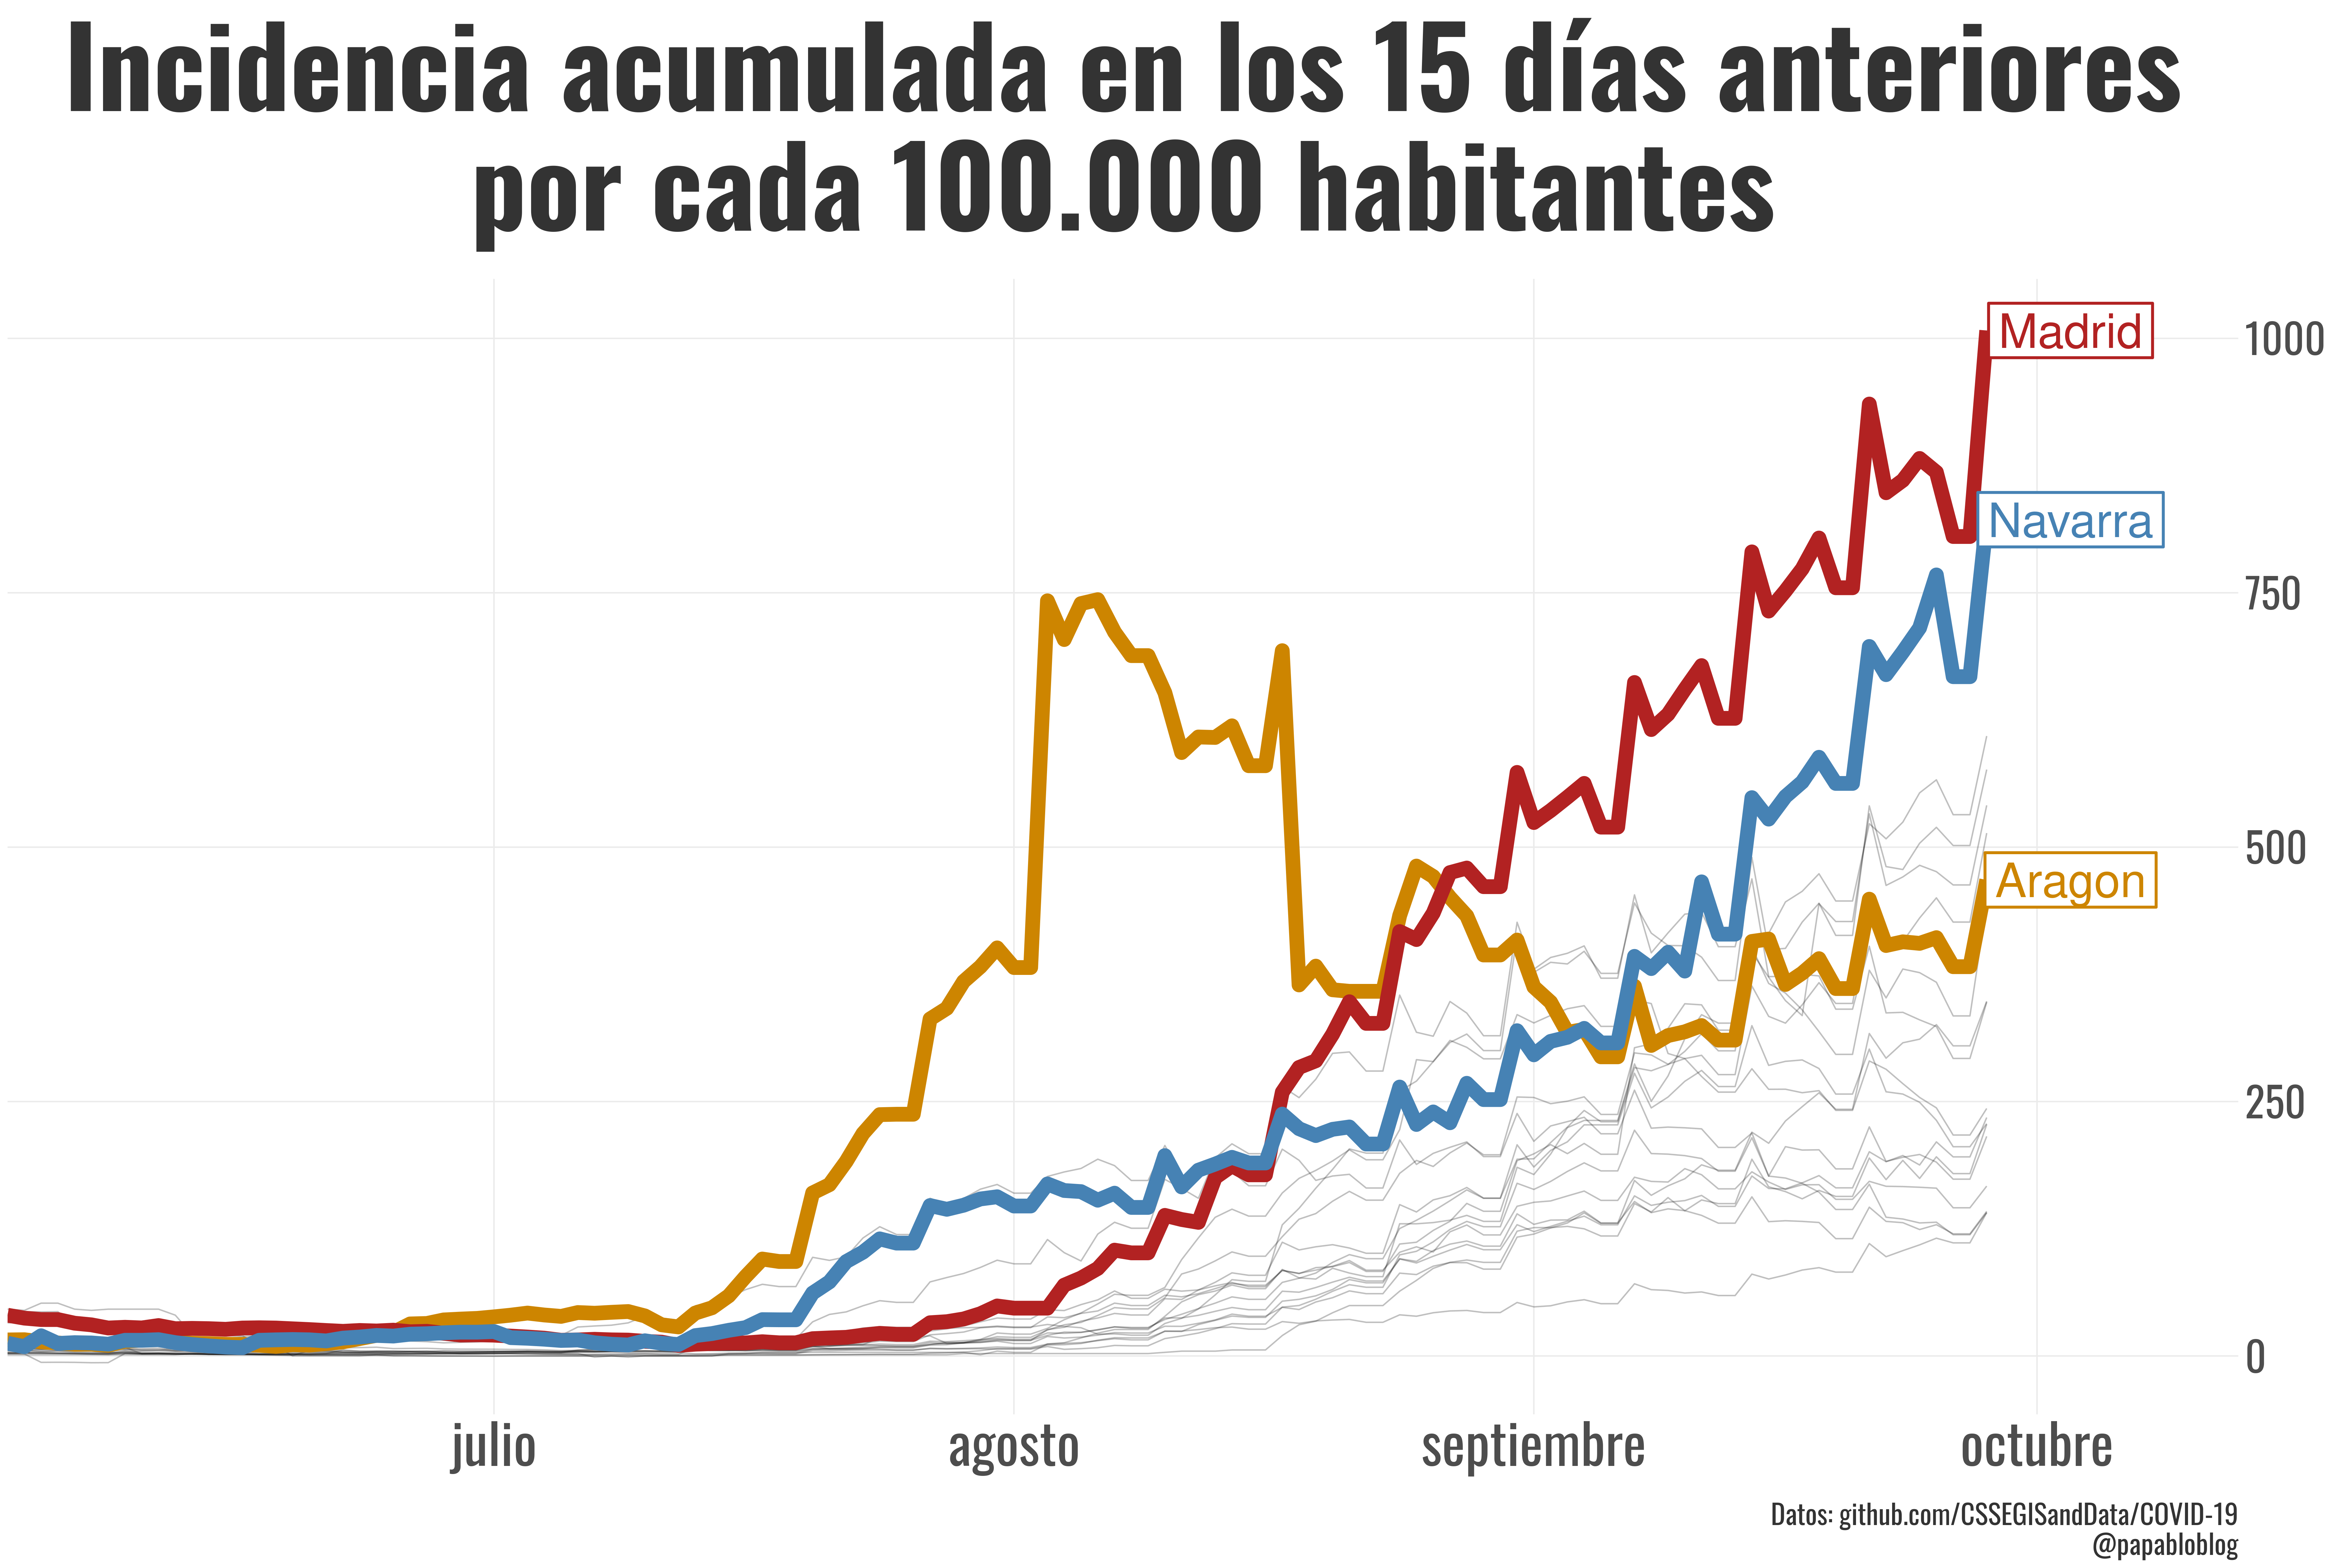 Incidencia acumulada en los 15 días anteriores
por cada 100.000 habitantes
Madrid
Navarra
Aragon
1000
750
500
250
0
julio
agosto
septiembre
octubre
Datos: github.com/CSSEGISandData/COVID-19
@papabloblog